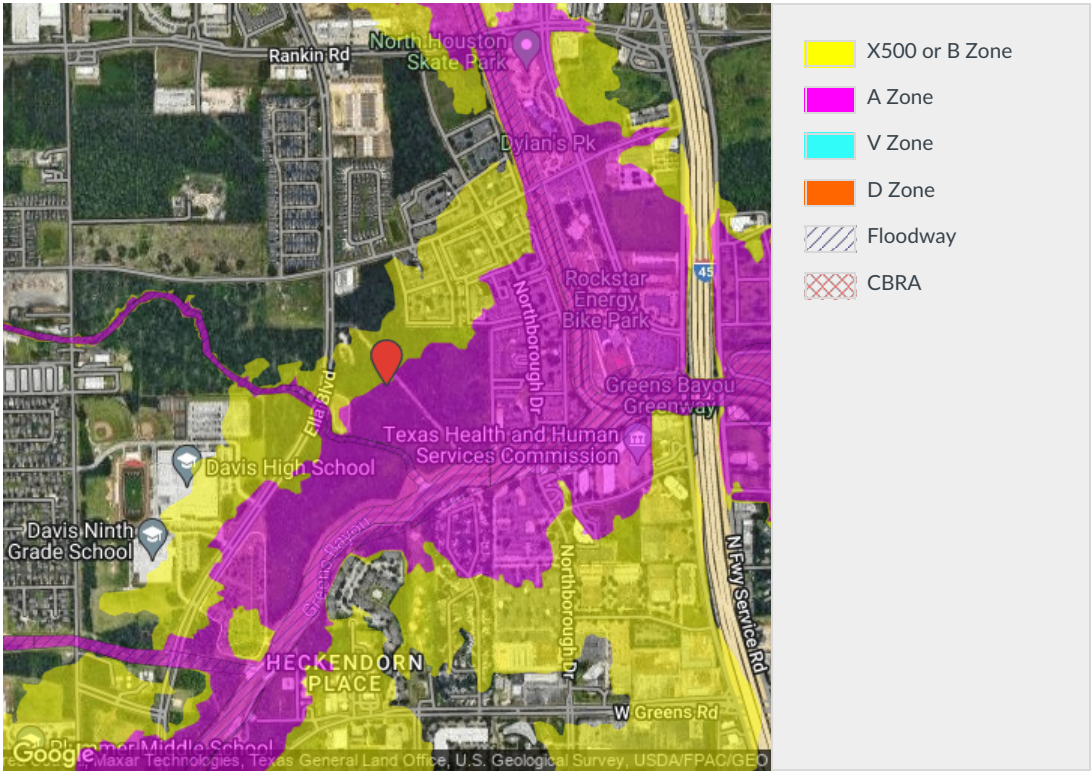 Rankin Rd
North Houston
Skate Park
Dylan's Pk
Rockstar
Energy
Bike Park
45
Northborough Dr
Greens Bayou
Greenway
Ella Blvd
Texas Health and Human
Services Commission
Davis High School
Davis Ninth
Grade School
Greens Bayou
Northborough Dr
N Fwy Service Rd
HECKENDORN
PLACE
W Greens Rd
Middle School
Google
Maxar Technologies, Texas General Land Office, U.S. Geological Survey, USDA/FPAC/GEO
X500 or B Zone
A Zone
V Zone
D Zone
Floodway
CBRA